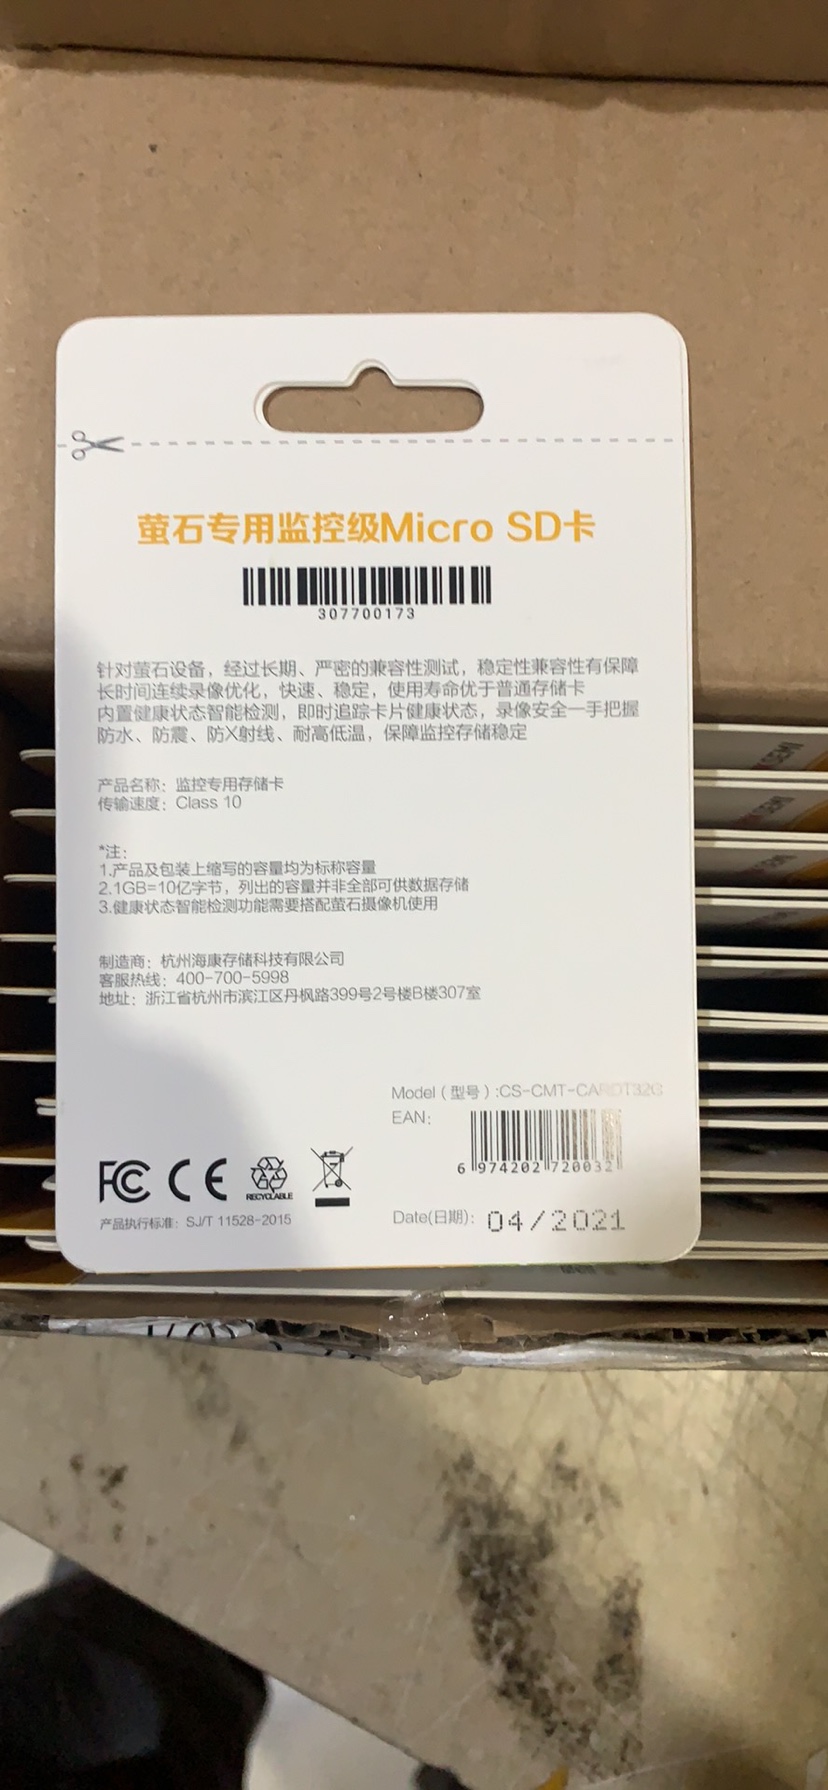 萤石专用监控级Micro SD卡
307700173
针对萤石设备，经过长期、严密的兼容性测试，稳定性兼容性有保障
长时间连续录像优化，快速、稳定，使用寿命优于普通存储卡
内置健康状态智能检测，即时追踪卡片健康状态，录像安全一手把握
防水、防震、防X射线、耐高低温，保障监控存储稳定
产品名称：监控专用存储卡
传输速度：Class 10
*注：
1.产品及包装上缩写的容量均为标称容量
2.1GB=10亿字节，列出的容量并非全部可供数据存储
3.健康状态智能检测功能需要搭配萤石摄像机使用
制造商：杭州海康存储科技有限公司
客服热线：400-700-5998
地址：浙江省杭州市滨江区丹枫路399号2号楼B楼307室
Model（型号）:CS-CMT-CARDT32G
EAN：
6 974202 720032
FC CE RECYCLABLE
产品执行标准：SJ/T 11528-2015
Date(日期)：04/2021